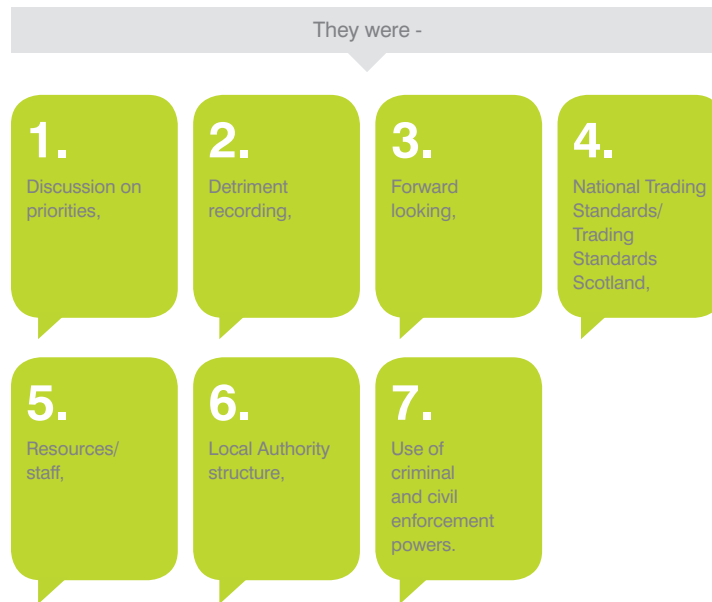 They were -
1.
Discussion on
priorities,
2.
Detriment
recording,
3.
Forward
looking,
4.
National Trading
Standards/
Trading
Standards
Scotland,
5.
Resources/
staff,
6.
Local Authority
structure,
7.
Use of
criminal
and civil
enforcement
powers.